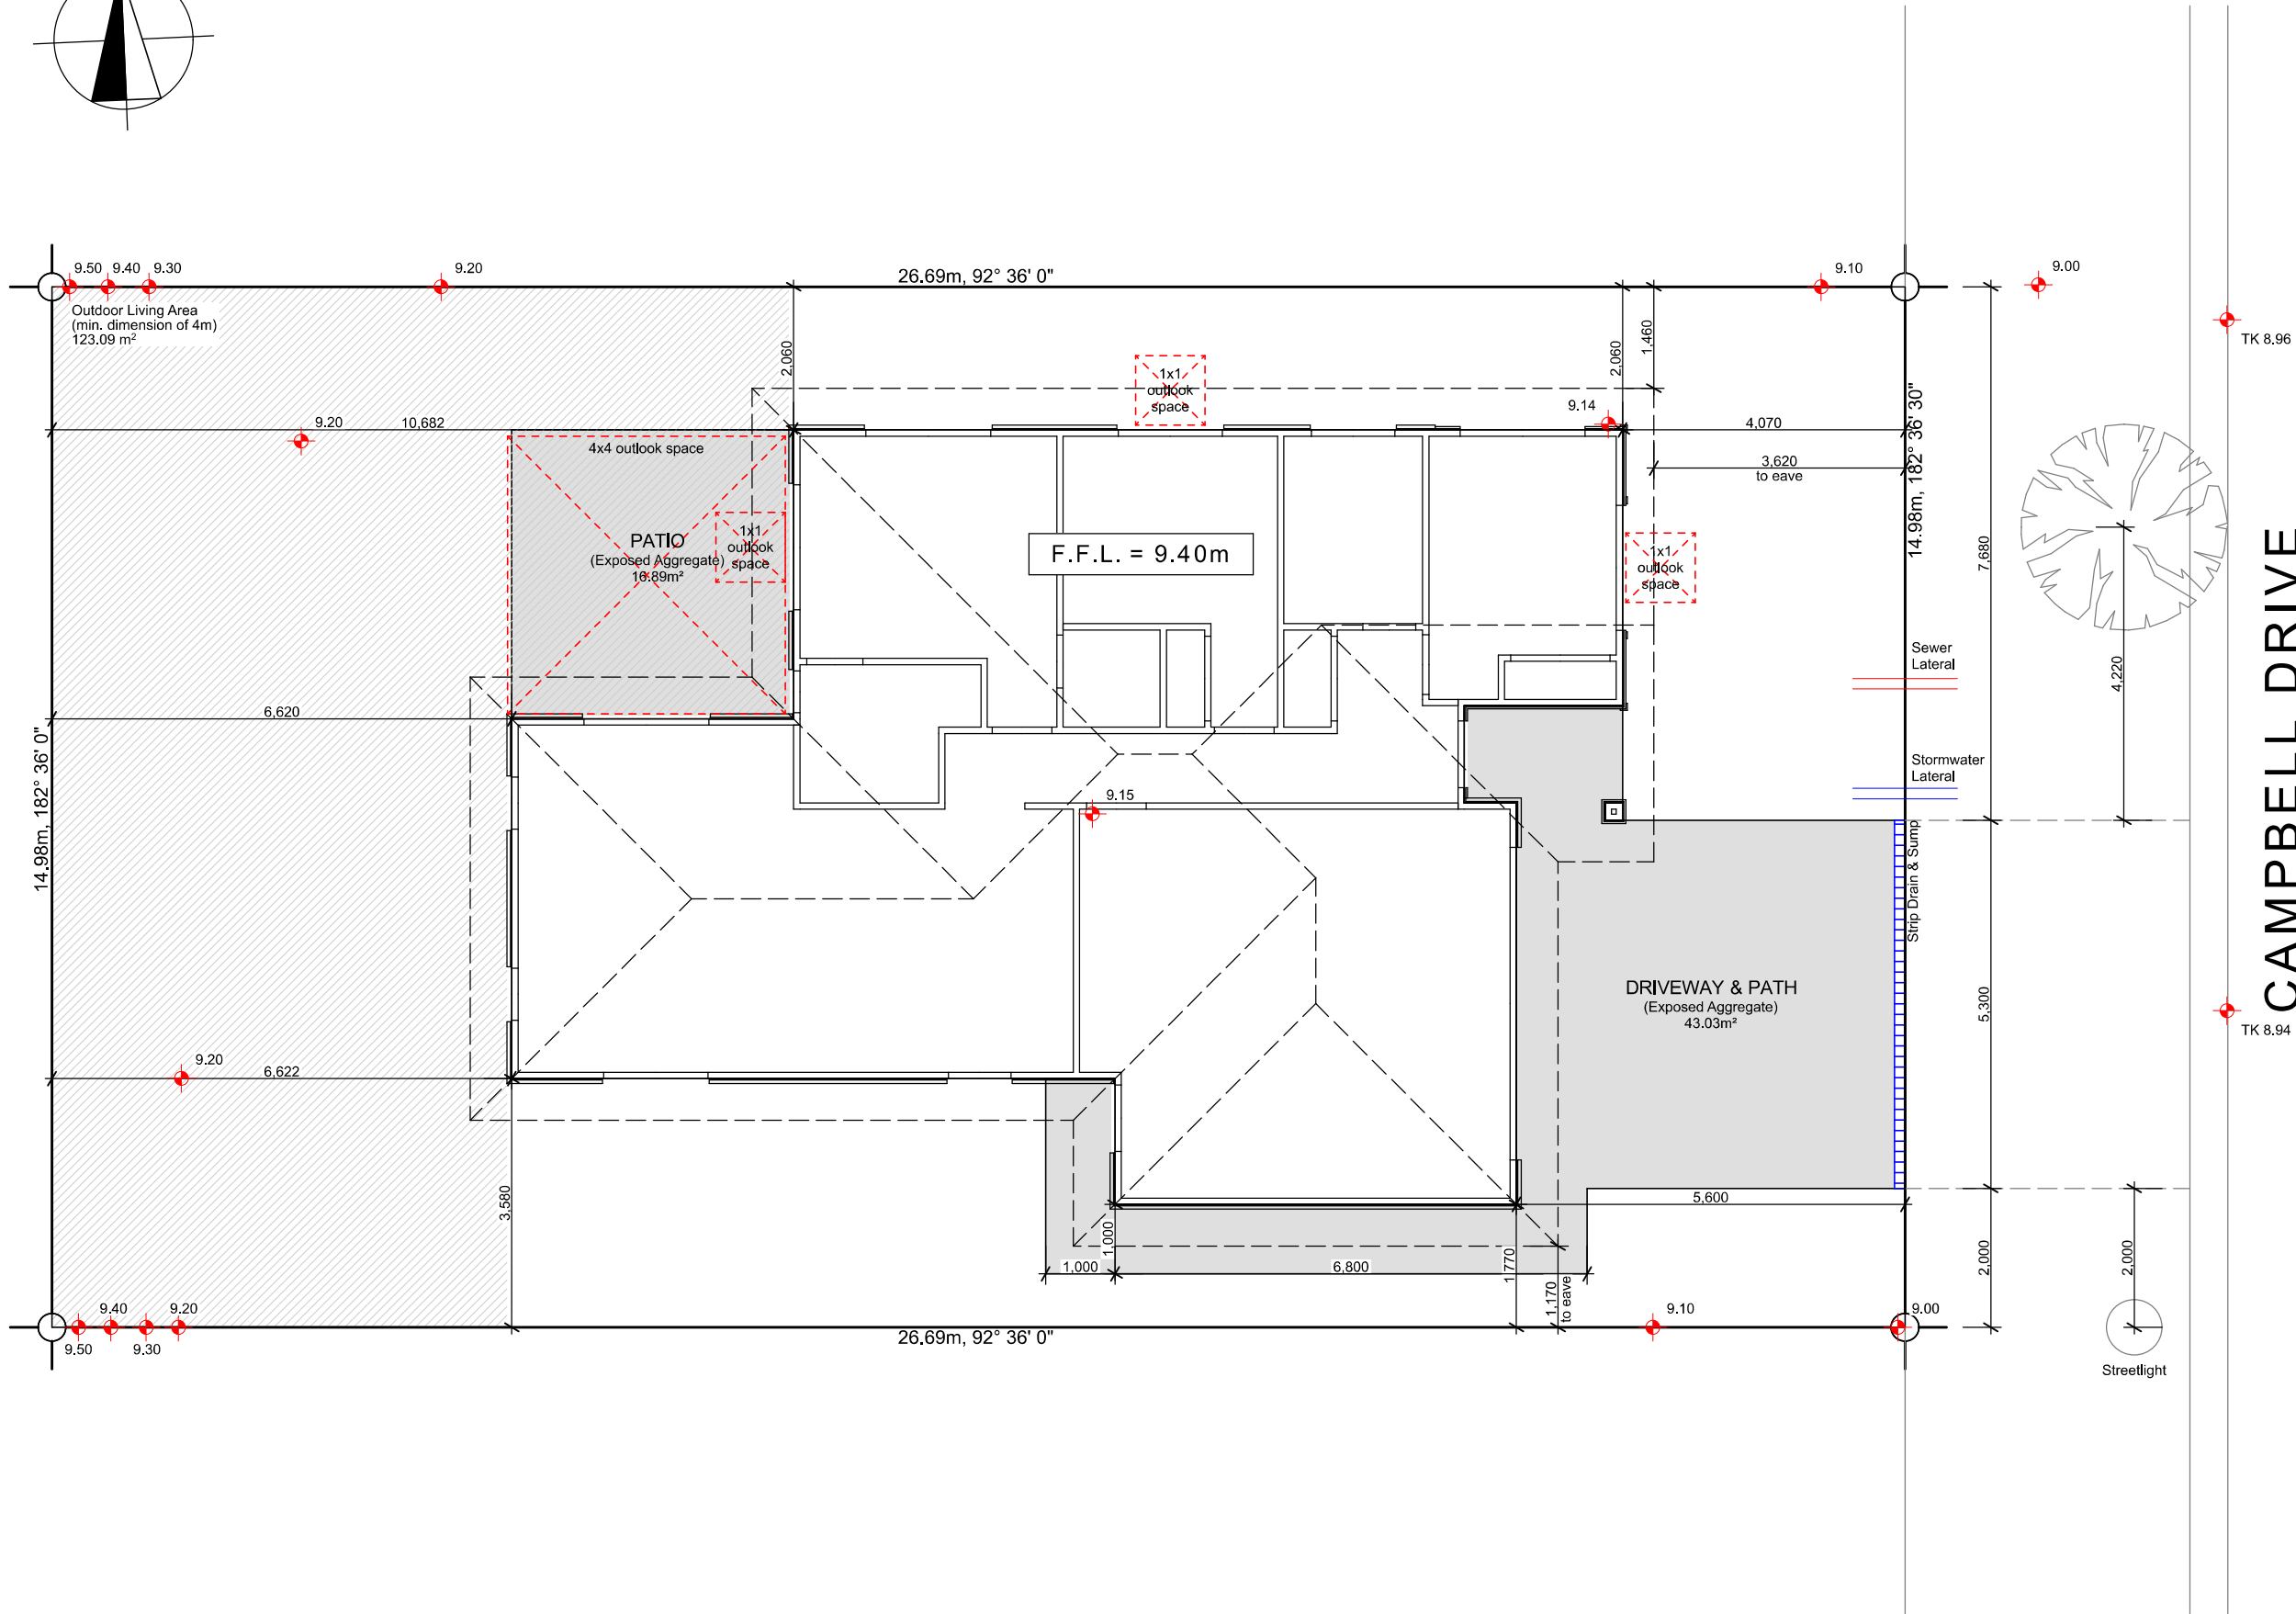 9.50
9.40
9.30
9.20
26.69m, 92° 36' 0"
9.10
9.00
Outdoor Living Area
(min. dimension of 4m)
123.09 m²
TK 8.96
2,060
2,060
1,460
1x1
outlook
space
9.14
9.20
10,682
4,070
4x4 outlook space
3,620
to eave
14.98m, 182° 36' 30"
PATIO
(Exposed Aggregate)
16.89m²
1x1
outlook
space
F.F.L. = 9.40m
1x1
outlook
space
7,680
CAMPBELL DRIVE
Sewer
Lateral
4,220
6,620
14.98m, 182° 36' 0"
Stormwater
Lateral
9.15
Strip Drain & Sump
DRIVEWAY & PATH
(Exposed Aggregate)
43.03m²
5,300
TK 8.94
9.20
6,622
3,580
5,600
1,000
1,000
6,800
1,770
1,170
to eave
2,000
2,000
9.40
9.20
9.50
9.30
26.69m, 92° 36' 0"
9.10
9.00
Streetlight